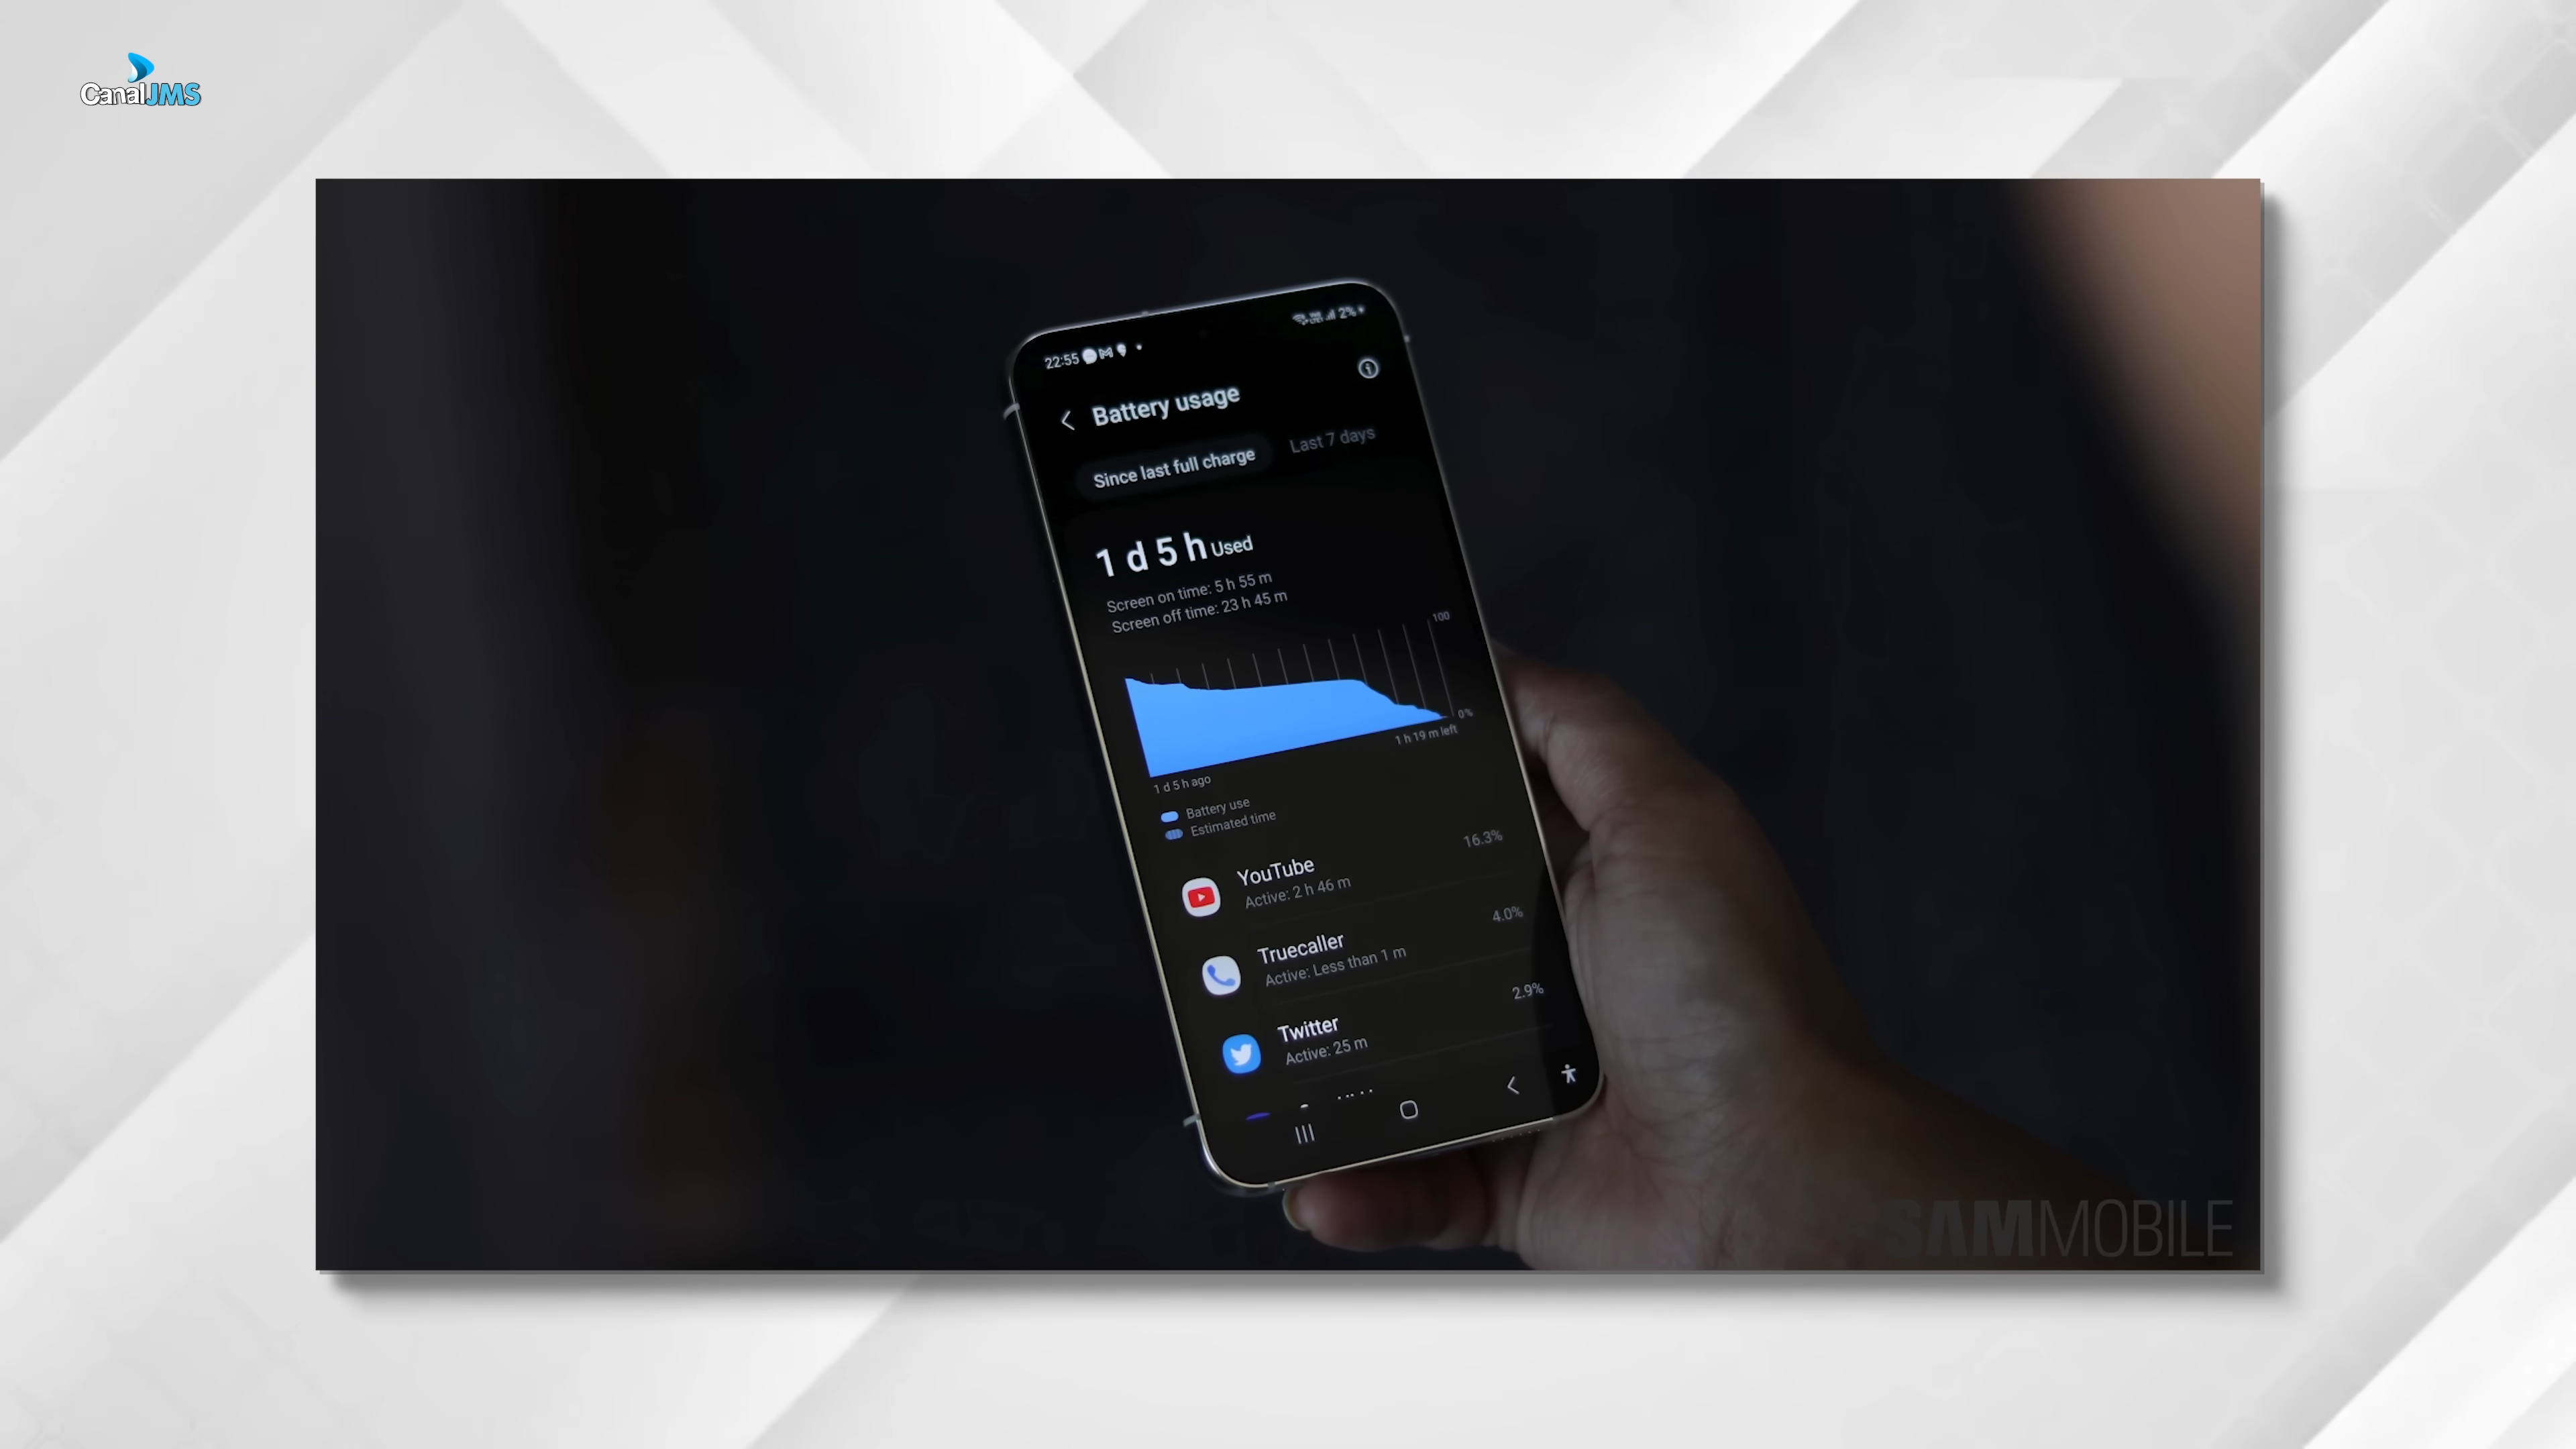 CanalJMS
22:55
2%
Battery usage
Since last full charge
Last 7 days
1 d 5 h Used
Screen on time: 5 h 55 m
Screen off time: 23 h 45 m
100
0%
1 h 19 m left
1 d 5 h ago
Battery use
Estimated time
YouTube
16.3%
Active: 2 h 46 m
Truecaller
4.0%
Active: Less than 1 m
Twitter
2.9%
Active: 25 m
SAMMOBILE